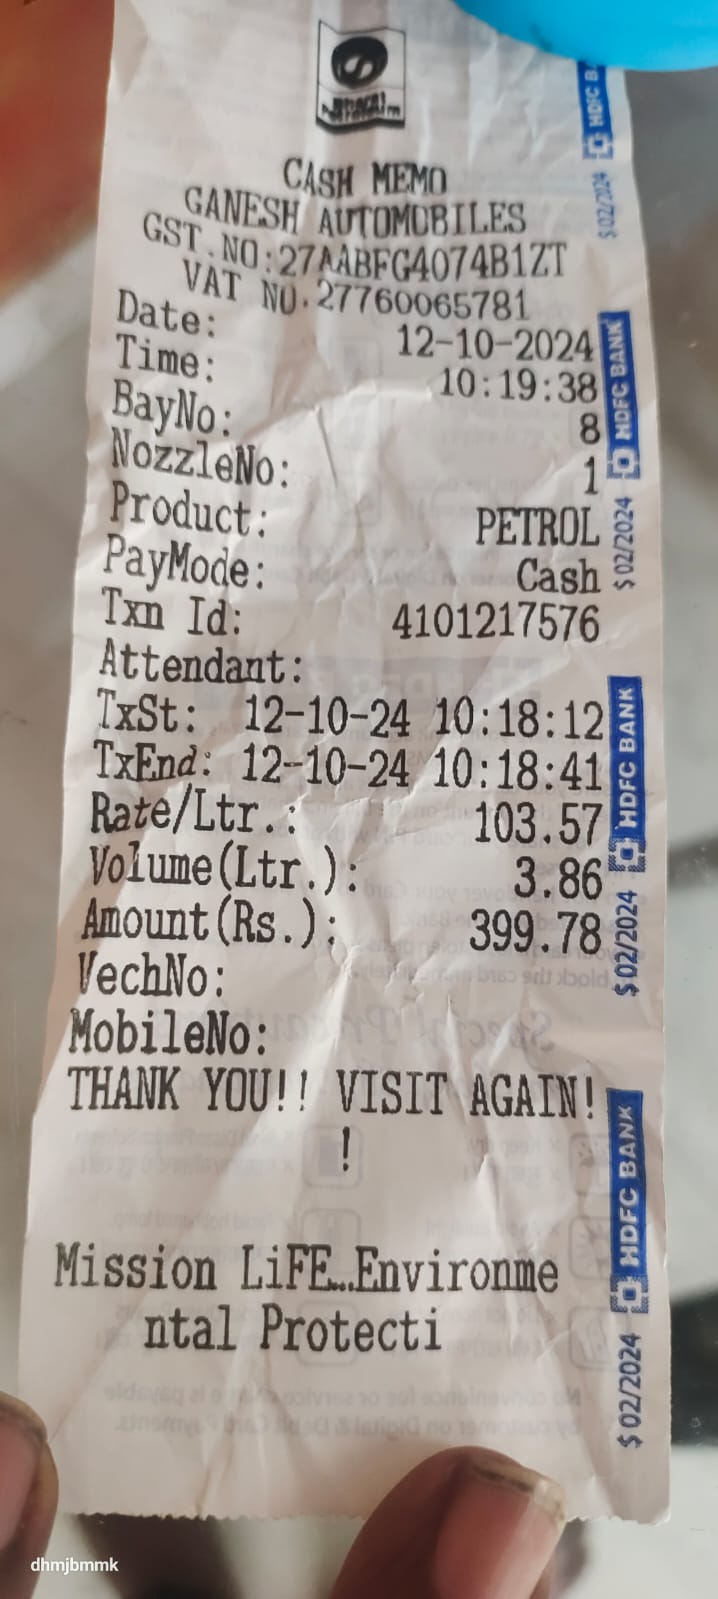 Bharat
Petroleum
CASH MEMO
GANESH AUTOMOBILES
GST.NO:27AABFG4074B1ZT
VAT NO.27760065781
Date: 12-10-2024
Time: 10:19:38
BayNo: 8
NozzleNo: 1
Product: PETROL
PayMode: Cash
Txn Id: 4101217576
Attendant:
TxSt: 12-10-24 10:18:12
TxEnd: 12-10-24 10:18:41
Rate/Ltr.: 103.57
Volume(Ltr.): 3.86
Amount(Rs.): 399.78
VechNo:
MobileNo:
THANK YOU!! VISIT AGAIN!
!
Mission LiFE…Environme
ntal Protecti
HDFC BANK
$ 02/2024
HDFC BANK
$ 02/2024
HDFC BANK
$ 02/2024
HDFC BANK
$ 02/2024
dhmjbmmk